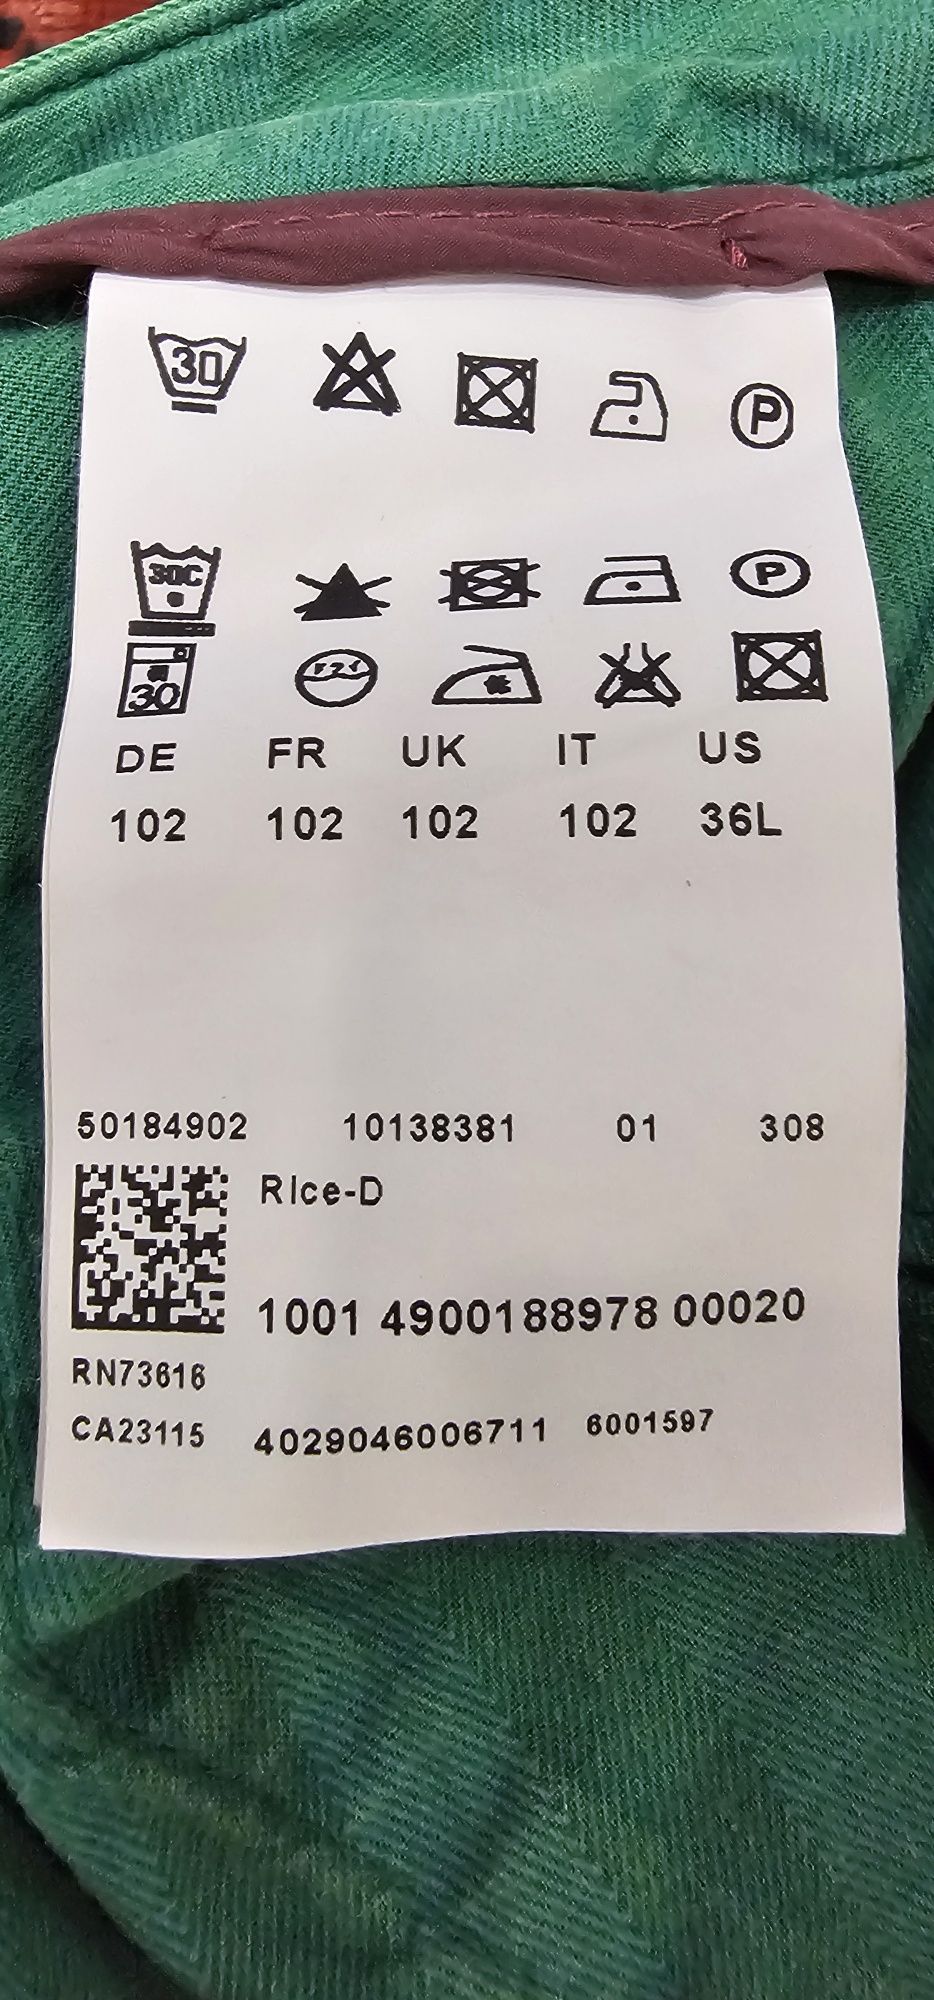 30
P
30C
P
30
DE FR UK IT US
102 102 102 102 36L
50184902 10138381 01 308
Rice-D
1001 4900188978 00020
RN73616
CA23115 4029046006711 6001597